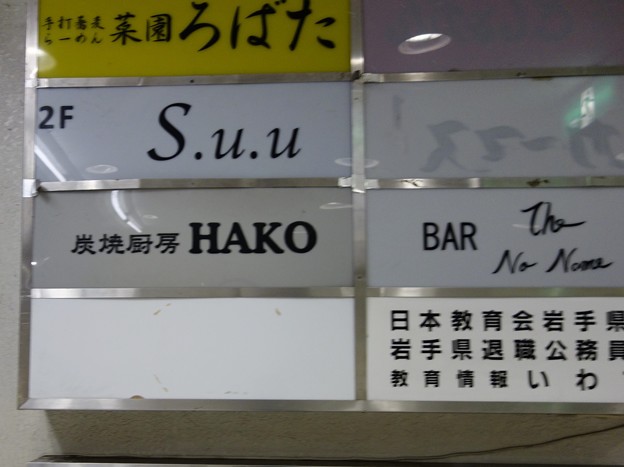 手打蕎麦
らーめん
菜園ろばた
2F
S.u.u
炭焼厨房 HAKO
BAR The
No Name
日本教育会岩手県
岩手県退職公務員
教育情報 いわ